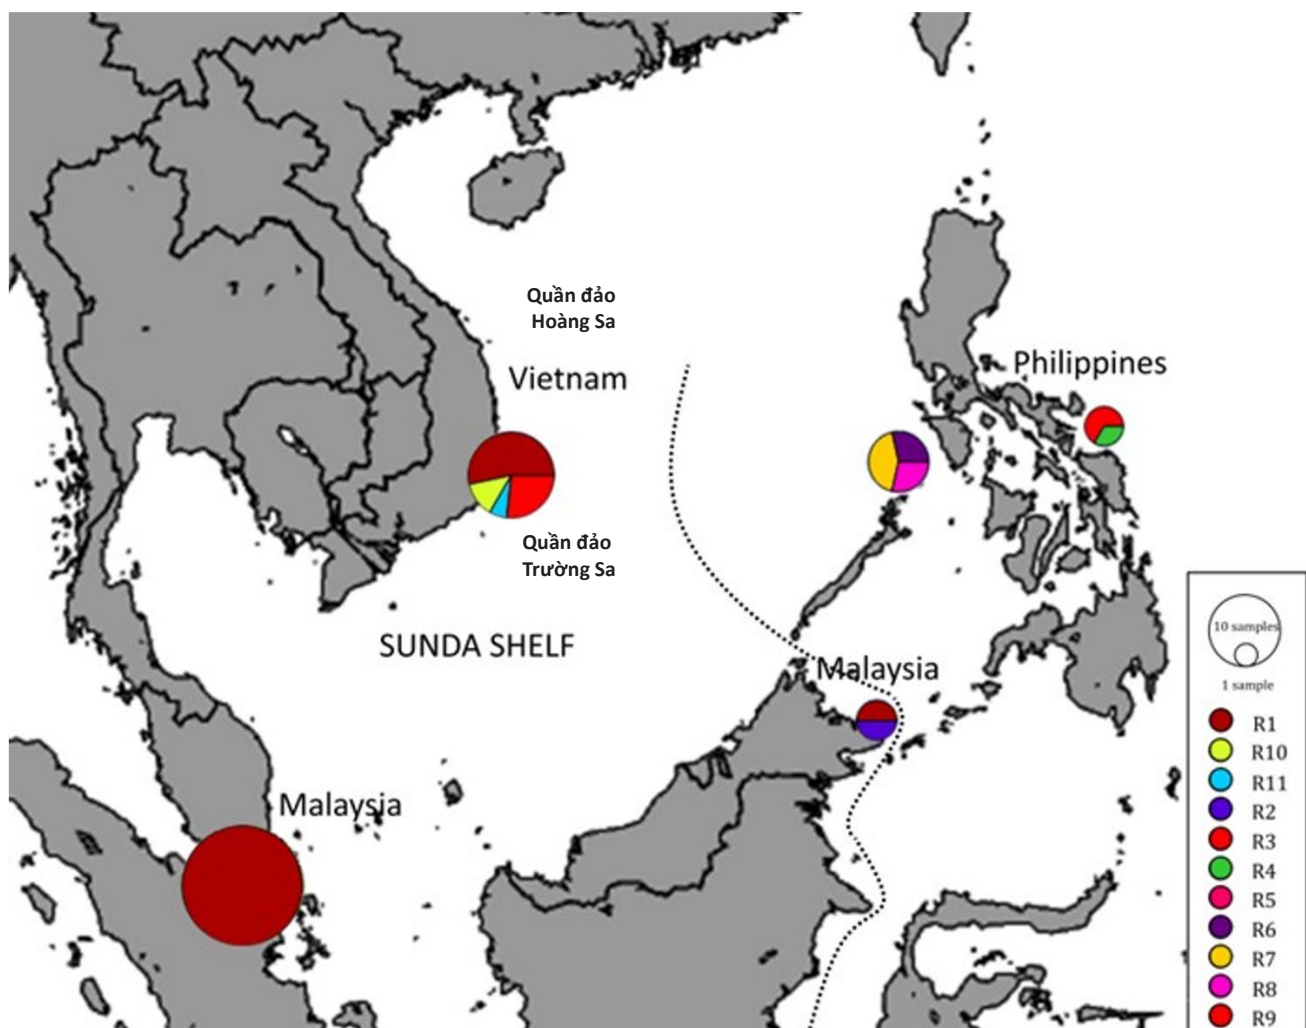 Quần đảo
Hoàng Sa
Vietnam
Philippines
Quần đảo
Trường Sa
SUNDA SHELF
Malaysia
Malaysia
10 samples
1 sample
R1
R10
R11
R2
R3
R4
R5
R6
R7
R8
R9